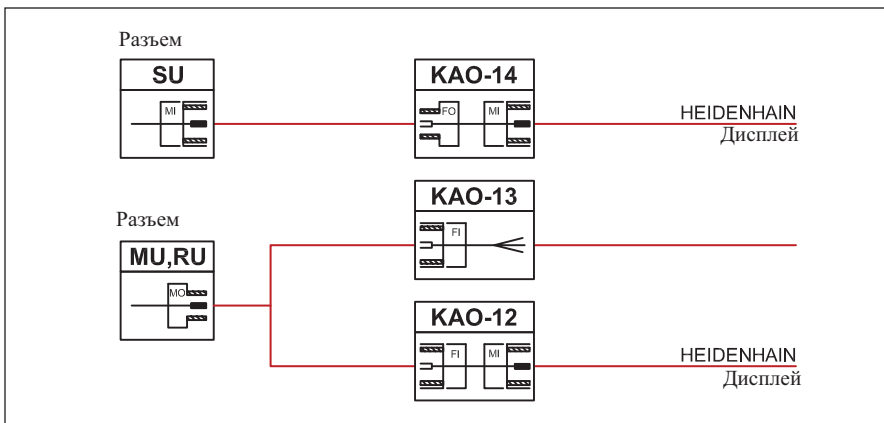 Разъем
SU
MI
KAO-14
FO
MI
HEIDENHAIN
Дисплей
KAO-13
FI
Разъем
MU,RU
MO
KAO-12
FI
MI
HEIDENHAIN
Дисплей